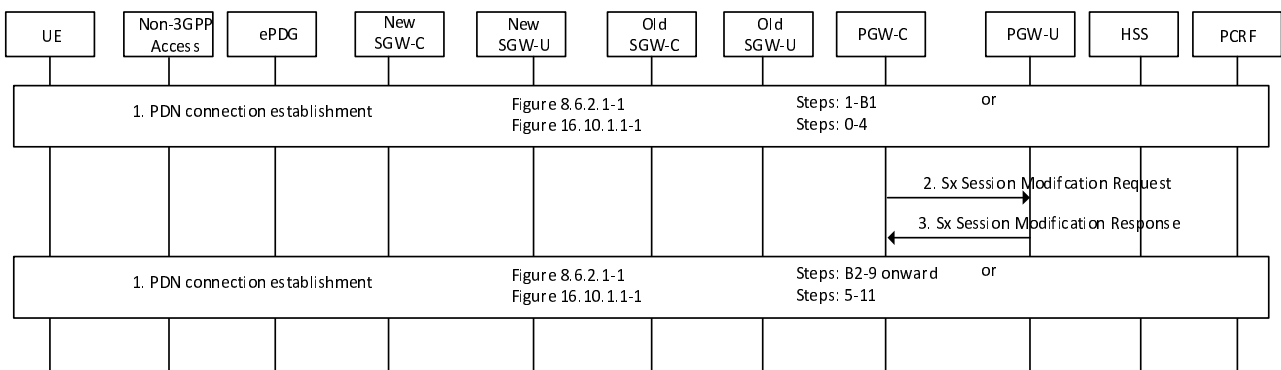 UE
Non-3GPP
Access
ePDG
New
SGW-C
New
SGW-U
Old
SGW-C
Old
SGW-U
PGW-C
PGW-U
HSS
PCRF
1. PDN connection establishment
Figure 8.6.2.1-1
Figure 16.10.1.1-1
Steps: 1-B1
or
Steps: 0-4
2. Sx Session Modifcation Request
3. Sx Session Modification Response
1. PDN connection establishment
Figure 8.6.2.1-1
Figure 16.10.1.1-1
Steps: B2-9 onward
or
Steps: 5-11